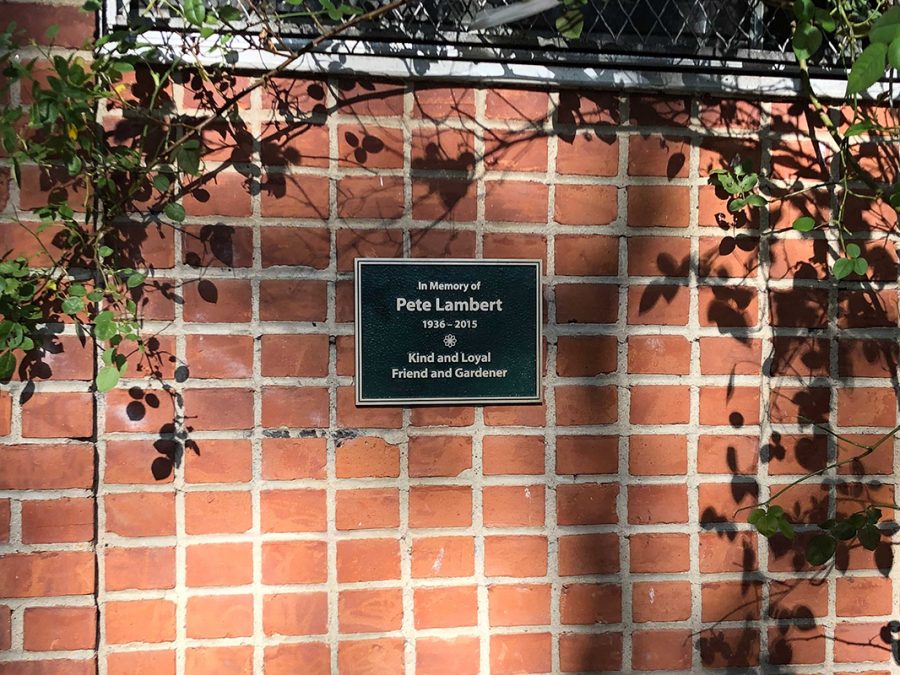 In Memory of
Pete Lambert
1936 – 2015
Kind and Loyal
Friend and Gardener